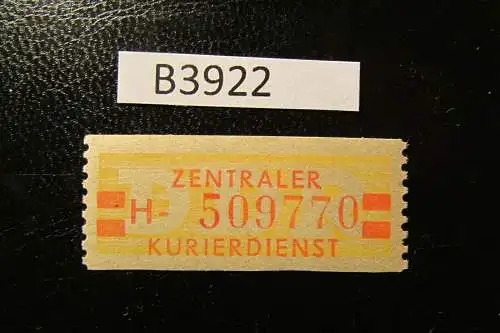 B3922
ZENTRALER
H- 509770
KURIERDIENST